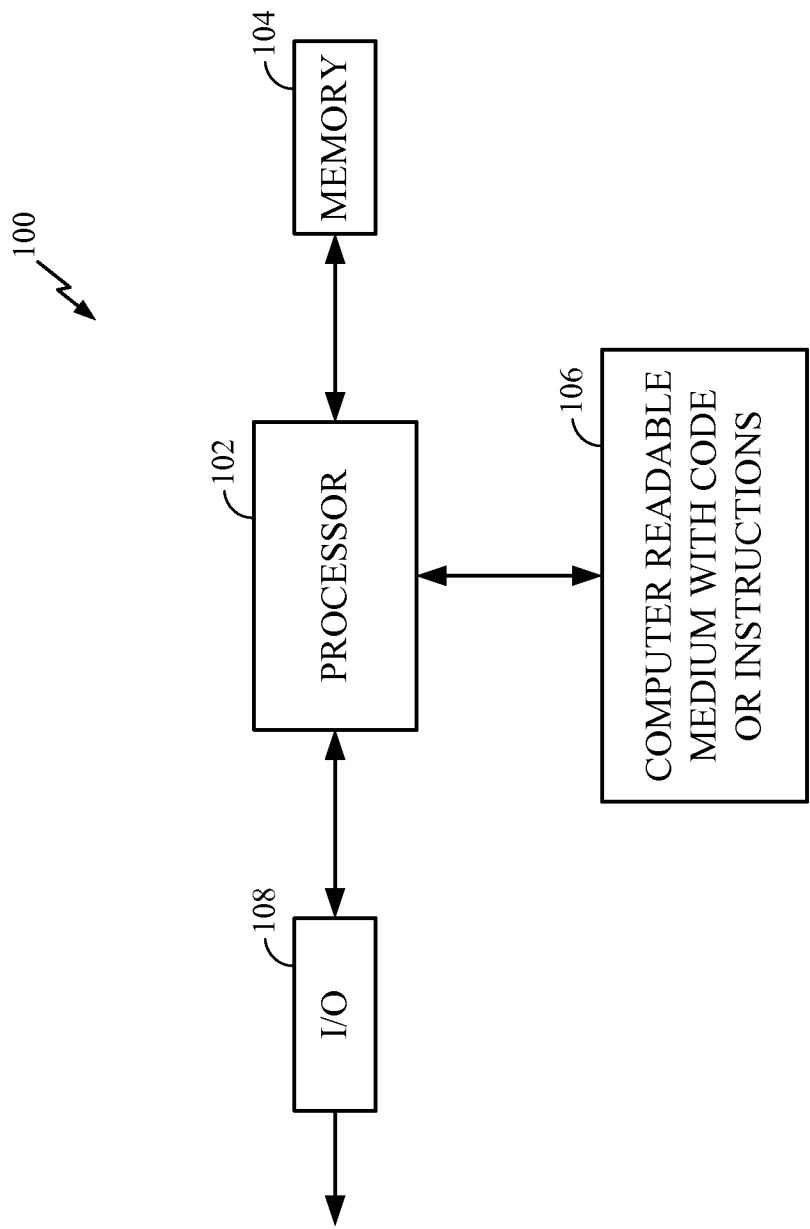 100
108
I/O
102
PROCESSOR
104
MEMORY
106
COMPUTER READABLE
MEDIUM WITH CODE
OR INSTRUCTIONS